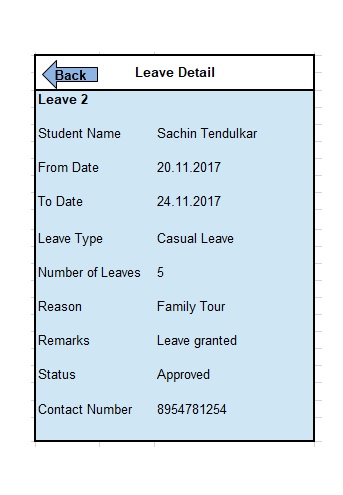 Back Leave Detail
Leave 2
Student Name Sachin Tendulkar
From Date 20.11.2017
To Date 24.11.2017
Leave Type Casual Leave
Number of Leaves 5
Reason Family Tour
Remarks Leave granted
Status Approved
Contact Number 8954781254